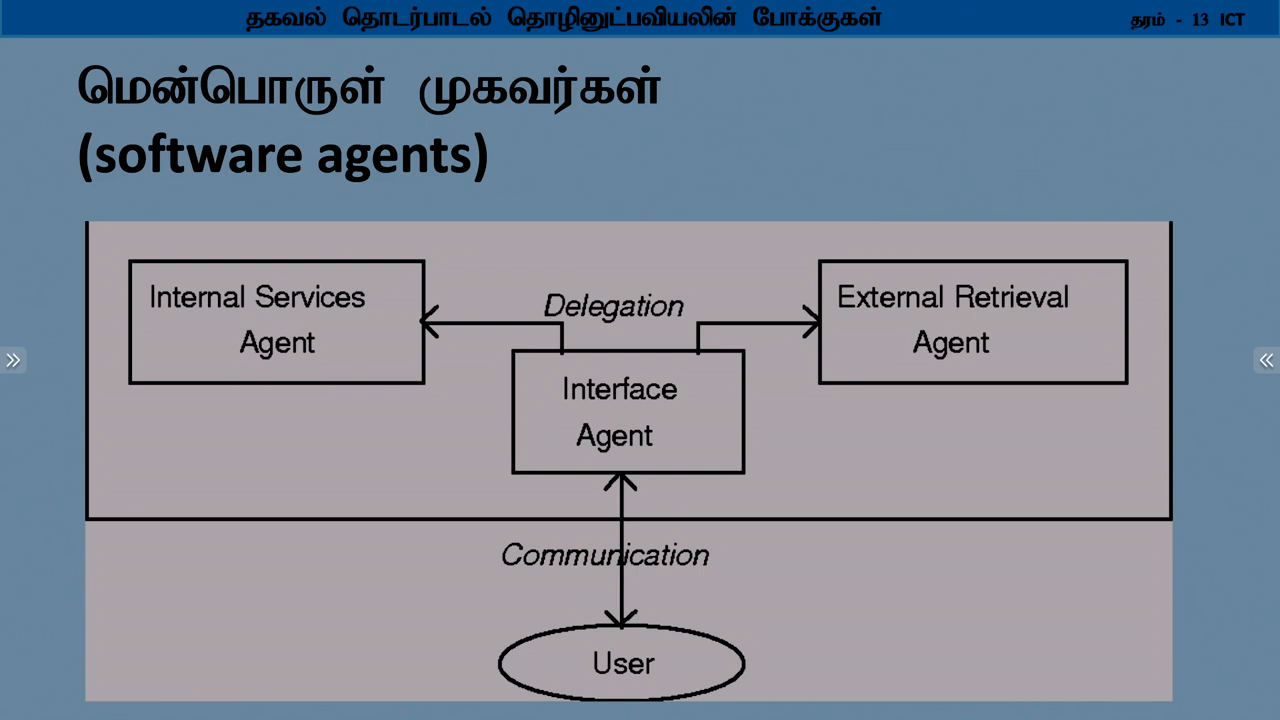 தகவல் தொடர்பாடல் தொழினுட்பவியலின் போக்குகள்
தரம் - 13 ICT
மென்பொருள் முகவர்கள்
(software agents)
Internal Services
Agent
Delegation
External Retrieval
Agent
Interface
Agent
Communication
User